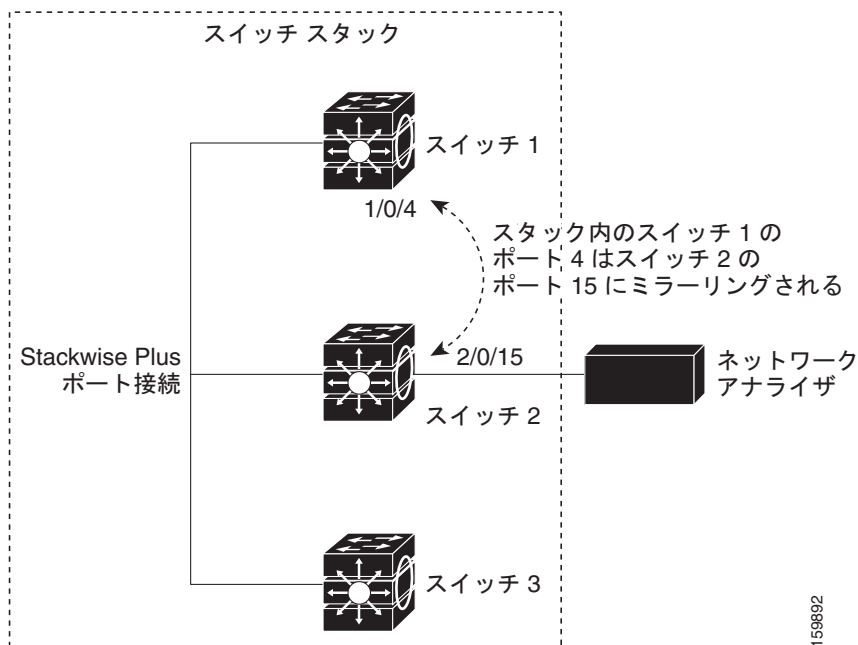 スイッチ スタック
スイッチ 1
1/0/4
スタック内のスイッチ 1 の
ポート 4 はスイッチ 2 の
ポート 15 にミラーリングされる
Stackwise Plus
ポート接続
2/0/15
スイッチ 2
ネットワーク
アナライザ
スイッチ 3
159892